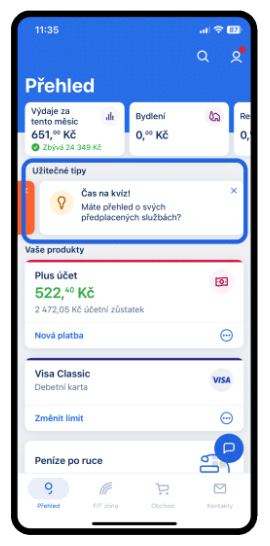 11:35
87
Přehled
Výdaje za
tento měsíc
651,00 Kč
Zbývá 24 349 Kč
Bydlení
0,00 Kč
Re
0,
Užitečné tipy
Čas na kvíz!
Máte přehled o svých
předplacených službách?
Vaše produkty
Plus účet
522,40 Kč
2 472,05 Kč účetní zůstatek
Nová platba
Visa Classic
Debetní karta
VISA
Změnit limit
Peníze po ruce
Přehled
FIT zóna
Obchod
Kontakty